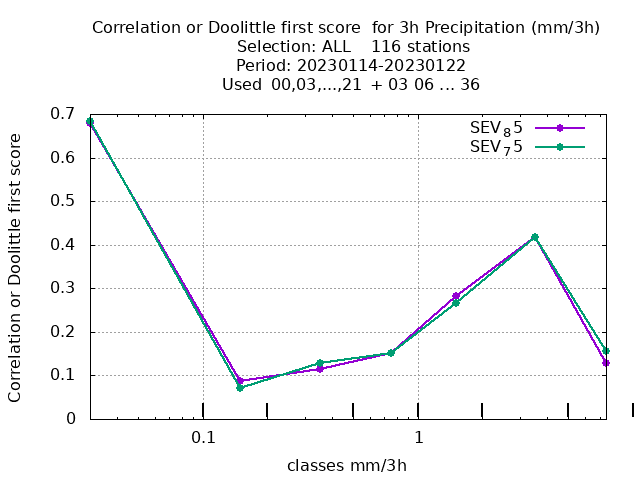 Correlation or Doolittle first score  for 3h Precipitation (mm/3h)
Selection: ALL    116 stations
Period: 20230114-20230122
Used  00,03,...,21  + 03 06 ... 36
SEV₈5
SEV₇5
Correlation or Doolittle first score
0.7
0.6
0.5
0.4
0.3
0.2
0.1
0
0.1
1
classes mm/3h